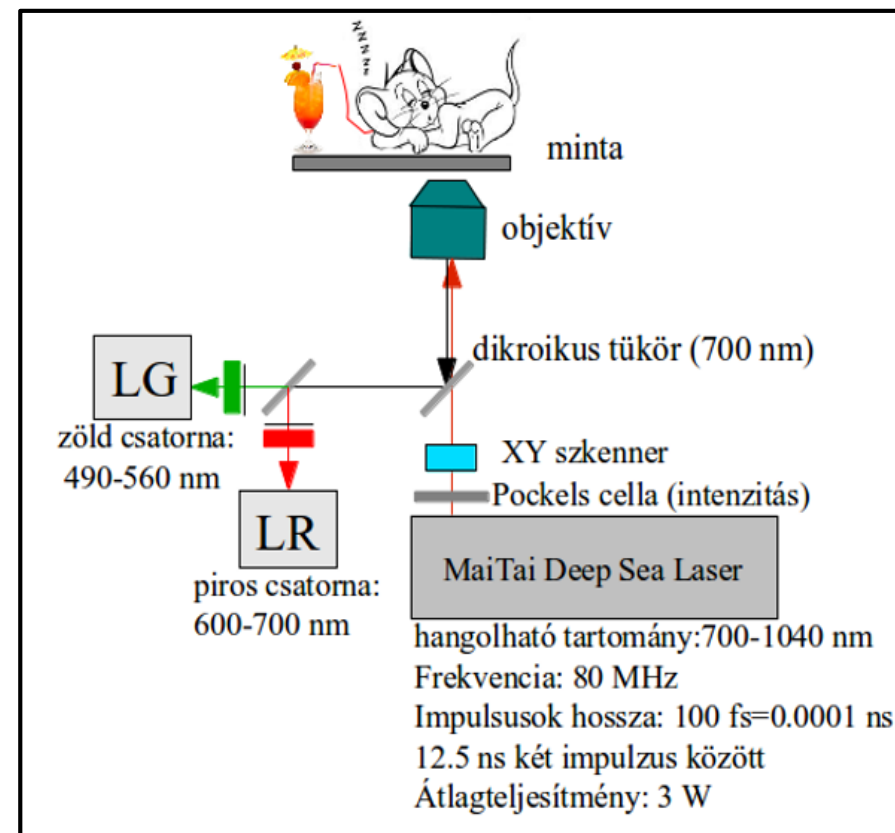 ZZZZz
minta
objektív
dikroikus tükör (700 nm)
LG
zöld csatorna:
490-560 nm
XY szkenner
Pockels cella (intenzitás)
LR
piros csatorna:
600-700 nm
MaiTai Deep Sea Laser
hangolható tartomány:700-1040 nm
Frekvencia: 80 MHz
Impulsusok hossza: 100 fs=0.0001 ns
12.5 ns két impulzus között
Átlagteljesítmény: 3 W